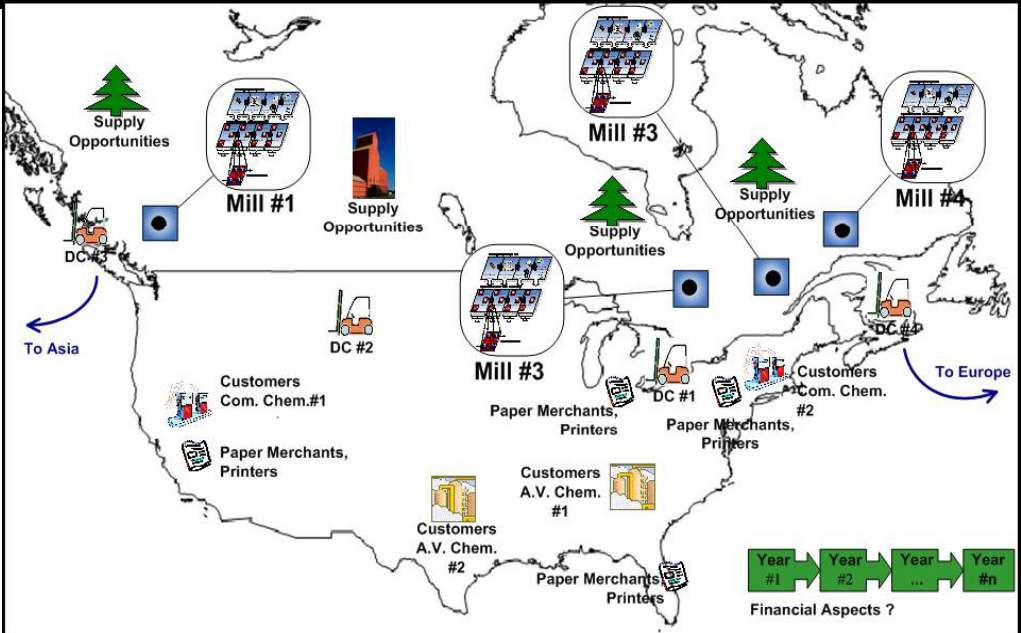 Supply
Opportunities
Mill #1
Supply
Opportunities
Mill #3
Supply
Opportunities
Supply
Opportunities
Mill #4
DC #3
To Asia
DC #2
Mill #3
DC #4
To Europe
Customers
Com. Chem.#1
Paper Merchants,
Printers
Paper Merchants,
Printers
DC #1
Paper Merchants,
Printers
Customers
Com. Chem.
#2
Customers
A.V. Chem.
#1
Customers
A.V. Chem.
#2
Paper Merchants,
Printers
Year
#1
Year
#2
Year
...
Year
#n
Financial Aspects ?